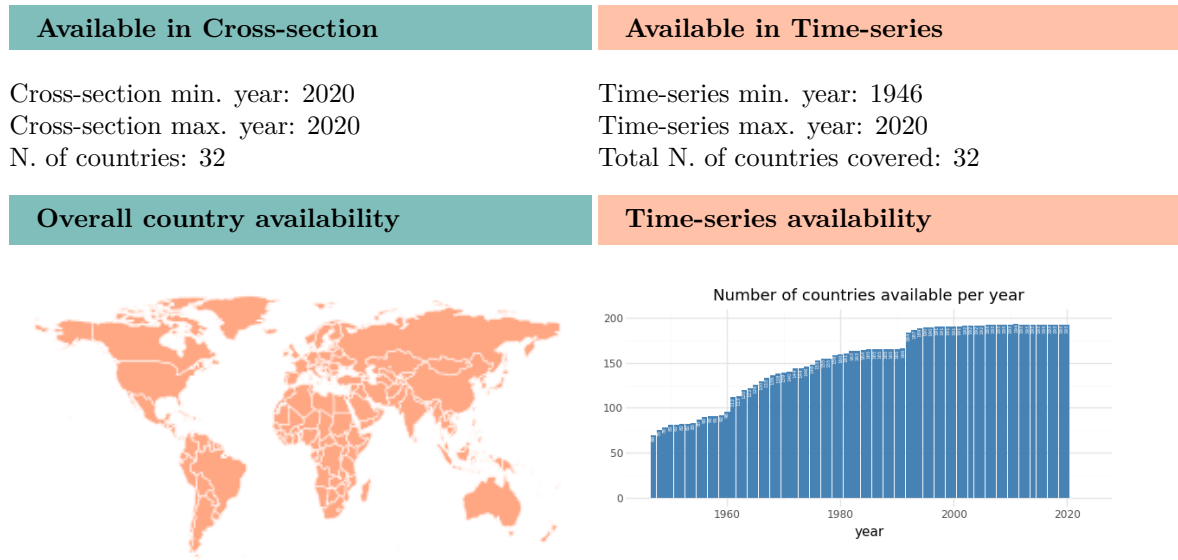 Available in Cross-section
Available in Time-series
Cross-section min. year: 2020
Cross-section max. year: 2020
N. of countries: 32
Time-series min. year: 1946
Time-series max. year: 2020
Total N. of countries covered: 32
Overall country availability
Time-series availability
Number of countries available per year
200
150
100
50
0
1960
1980
2000
2020
year